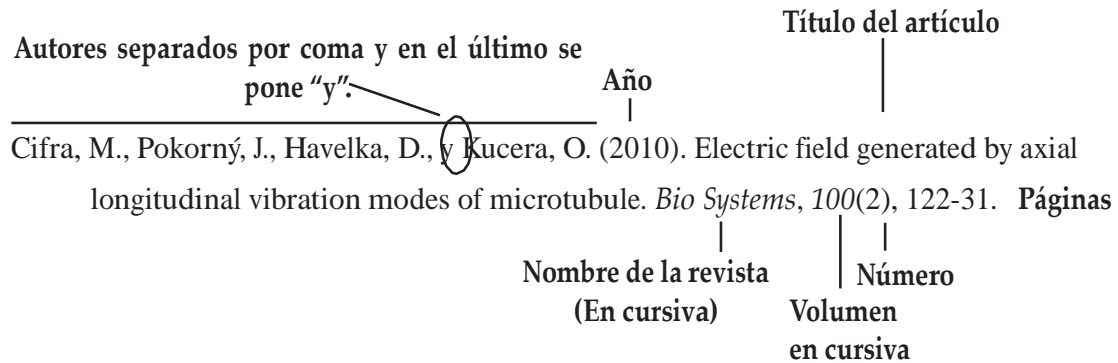 Título del artículo
Autores separados por coma y en el último se
pone “y”.
Año
Cifra, M., Pokorný, J., Havelka, D., y Kucera, O. (2010). Electric field generated by axial
longitudinal vibration modes of microtubule. Bio Systems, 100(2), 122-31. Páginas
Nombre de la revista
(En cursiva)
Número
Volumen
en cursiva